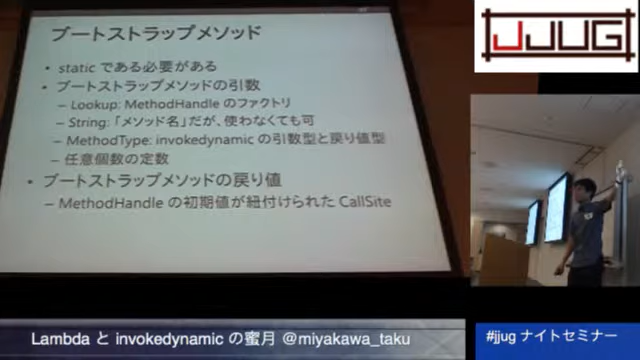 ブートストラップメソッド
• static である必要がある
• ブートストラップメソッドの引数
– Lookup: MethodHandle のファクトリ
– String: 「メソッド名」だが、使わなくても可
– MethodType: invokedynamic の引数型と戻り値型
– 任意個数の定数
• ブートストラップメソッドの戻り値
– MethodHandle の初期値が紐付けられた CallSite
JJUG
Lambda と invokedynamic の蜜月 @miyakawa_taku
#jjug ナイトセミナー